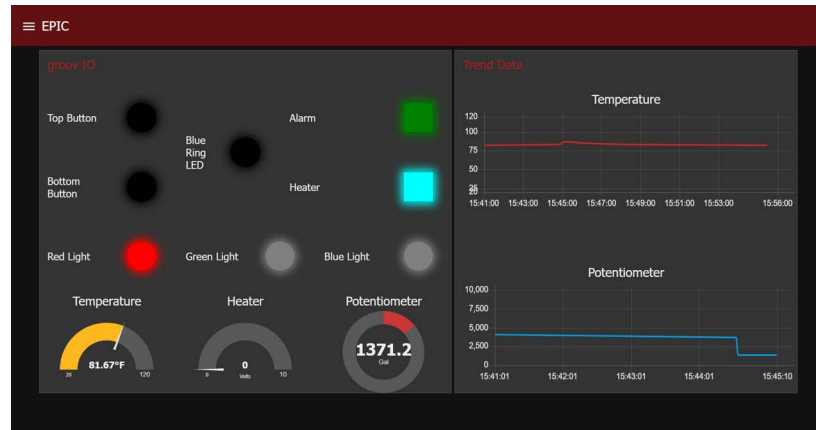 EPIC
groov IO
Top Button
Blue
Ring
LED
Alarm
Bottom
Button
Heater
Red Light
Green Light
Blue Light
Temperature
81.67°F
20
120
Heater
0
Volts
0
10
Potentiometer
1371.2
Gal
Trend Data
Temperature
120
100
75
50
25
20
15:41:00 15:43:00 15:45:00 15:47:00 15:49:00 15:51:00 15:53:00 15:56:00
Potentiometer
10,000
7,500
5,000
2,500
0
15:41:01 15:42:01 15:43:01 15:44:01 15:45:10